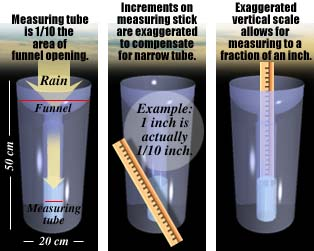 Measuring tube
is 1/10 the
area of
funnel opening.
Rain
Funnel
Measuring
tube
50 cm
20 cm
Increments on
measuring stick
are exaggerated
to compensate
for narrow tube.
Example:
1 inch is
actually
1/10 inch.
Exaggerated
vertical scale
allows for
measuring to a
fraction of an inch.